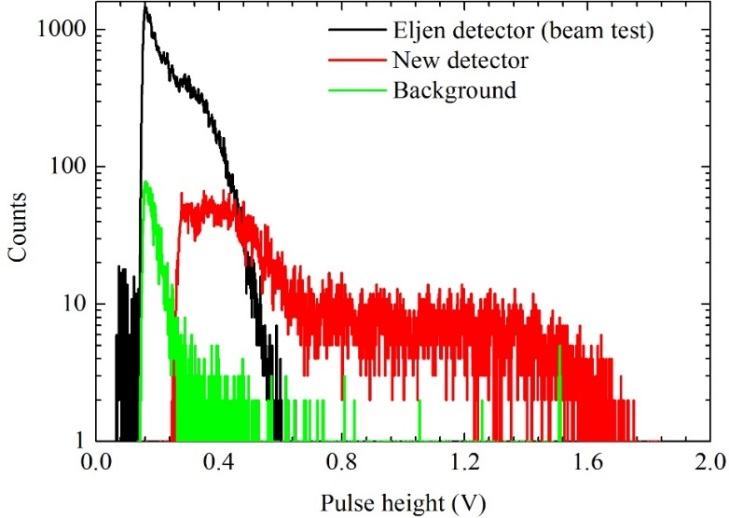 Eljen detector (beam test)
New detector
Background
1000
100
10
1
Counts
0.0 0.4 0.8 1.2 1.6 2.0
Pulse height (V)